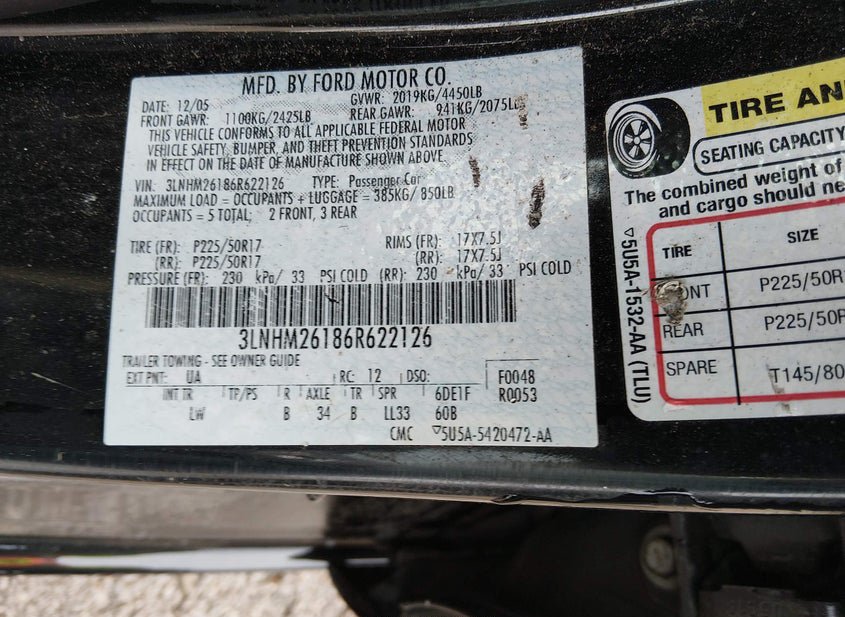 MFD. BY FORD MOTOR CO.
DATE: 12/05 GVWR: 2019KG/4450LB
FRONT GAWR: 1100KG/2425LB REAR GAWR: 941KG/2075LB
THIS VEHICLE CONFORMS TO ALL APPLICABLE FEDERAL MOTOR
VEHICLE SAFETY, BUMPER, AND THEFT PREVENTION STANDARDS
IN EFFECT ON THE DATE OF MANUFACTURE SHOWN ABOVE.
VIN: 3LNHM26186R622126 TYPE: Passenger Car
MAXIMUM LOAD = OCCUPANTS + LUGGAGE = 385KG/ 850LB
OCCUPANTS = 5 TOTAL; 2 FRONT, 3 REAR
TIRE (FR): P225/50R17 RIMS (FR): 17X7.5J
(RR): P225/50R17 (RR): 17X7.5J
PRESSURE (FR): 230 kPa/ 33 PSI COLD (RR): 230 kPa/ 33 PSI COLD
3LNHM26186R622126
TRAILER TOWING - SEE OWNER GUIDE
EXT PNT: UA RC: 12 DSO: F0048
INT TR TP/PS R AXLE TR SPR 6DE1F R0053
LW B 34 B LL33 60B
CMC ▽5U5A-5420472-AA
TIRE AN
SEATING CAPACITY
The combined weight of
and cargo should ne
TIRE SIZE
FRONT P225/50R
REAR P225/50R
SPARE T145/80
▽5U5A-1532-AA (TLU)